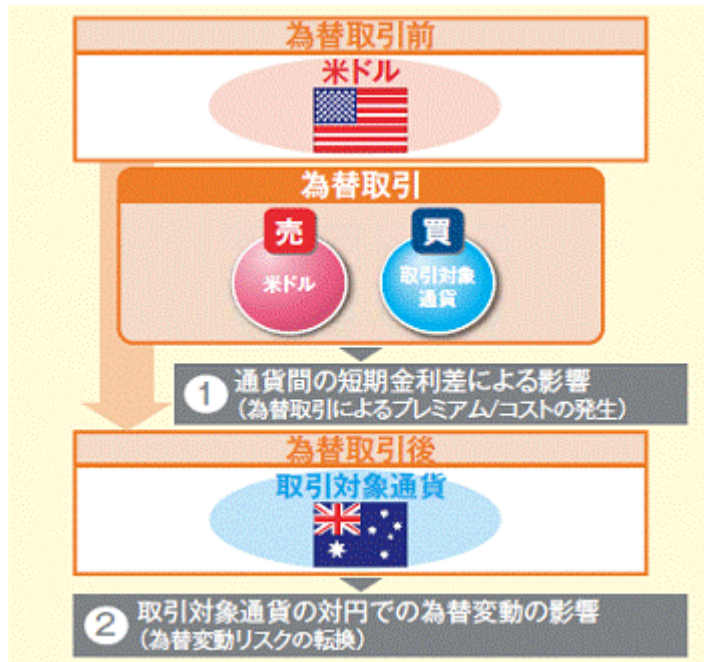 為替取引前
米ドル
為替取引
売
買
米ドル
取引対象
通貨
1 通貨間の短期金利差による影響
（為替取引によるプレミアム/コストの発生）
為替取引後
取引対象通貨
2 取引対象通貨の対円での為替変動の影響
（為替変動リスクの転換）